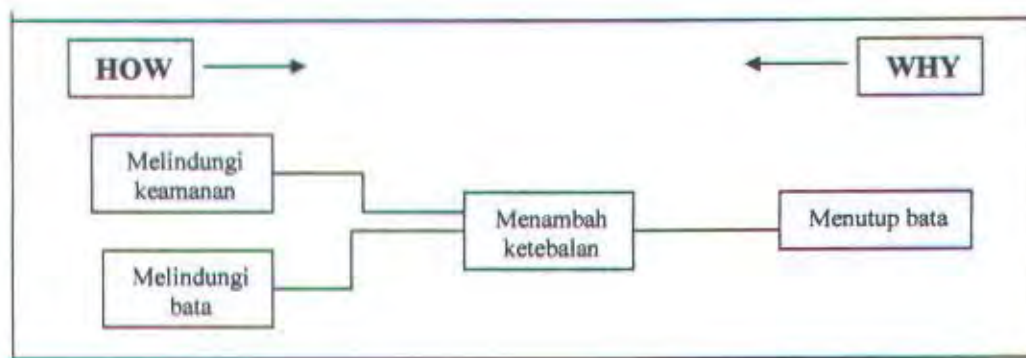 HOW
WHY
Melindungi
keamanan
Menambah
ketebalan
Menutup bata
Melindungi
bata